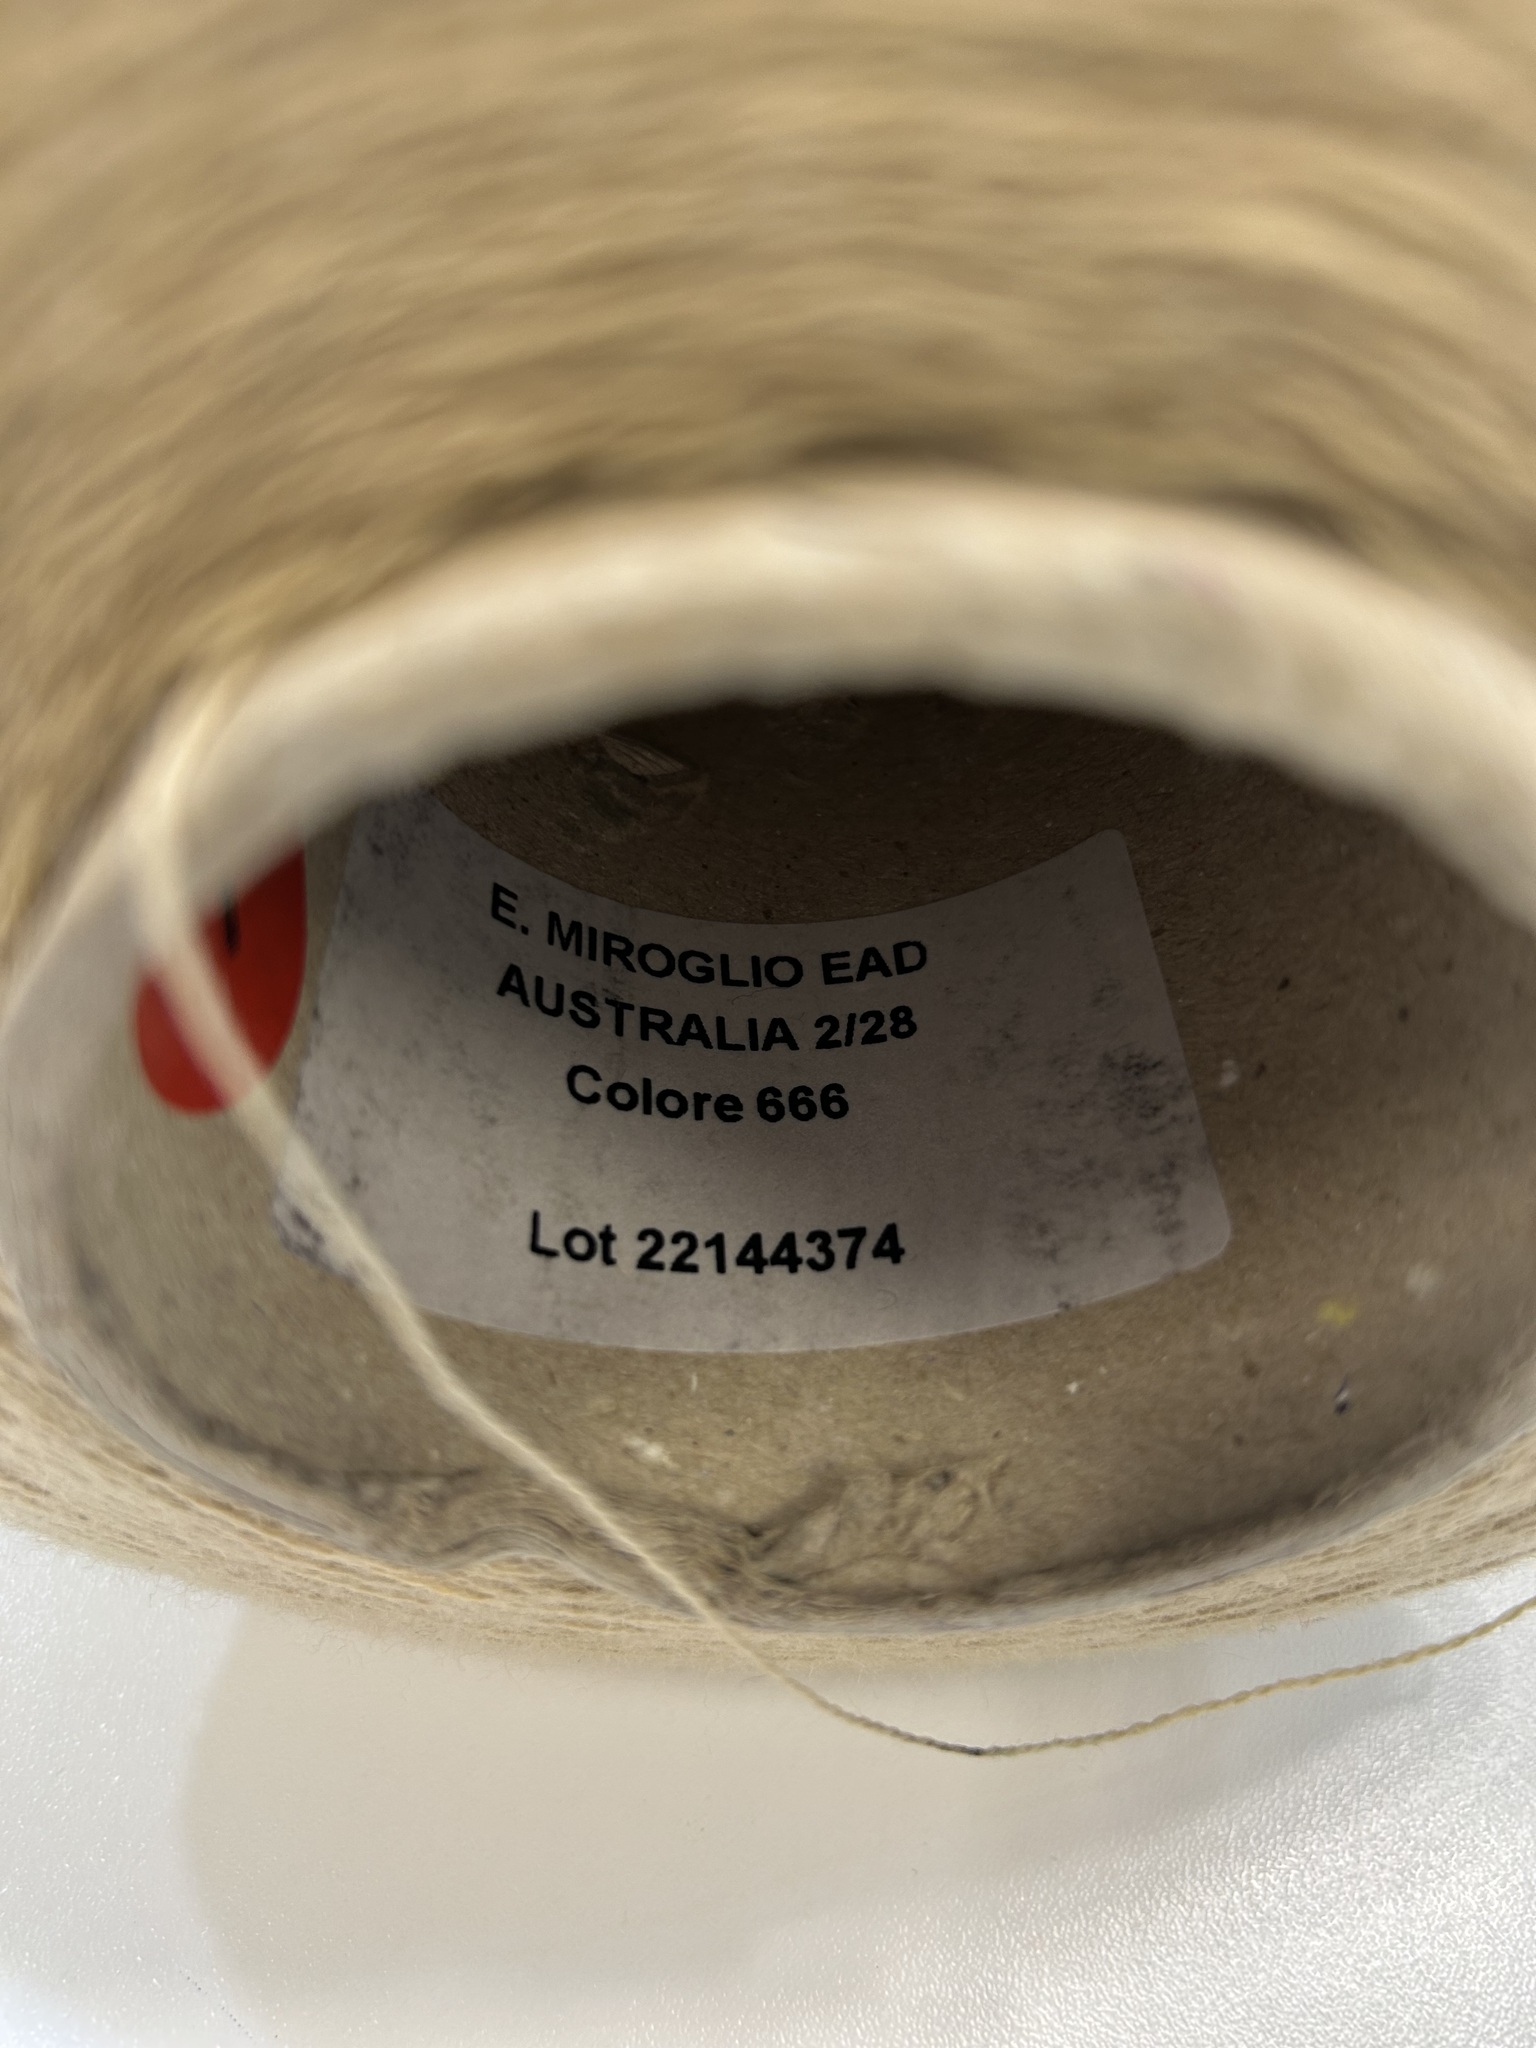 E. MIROGLIO EAD
AUSTRALIA 2/28
Colore 666
Lot 22144374